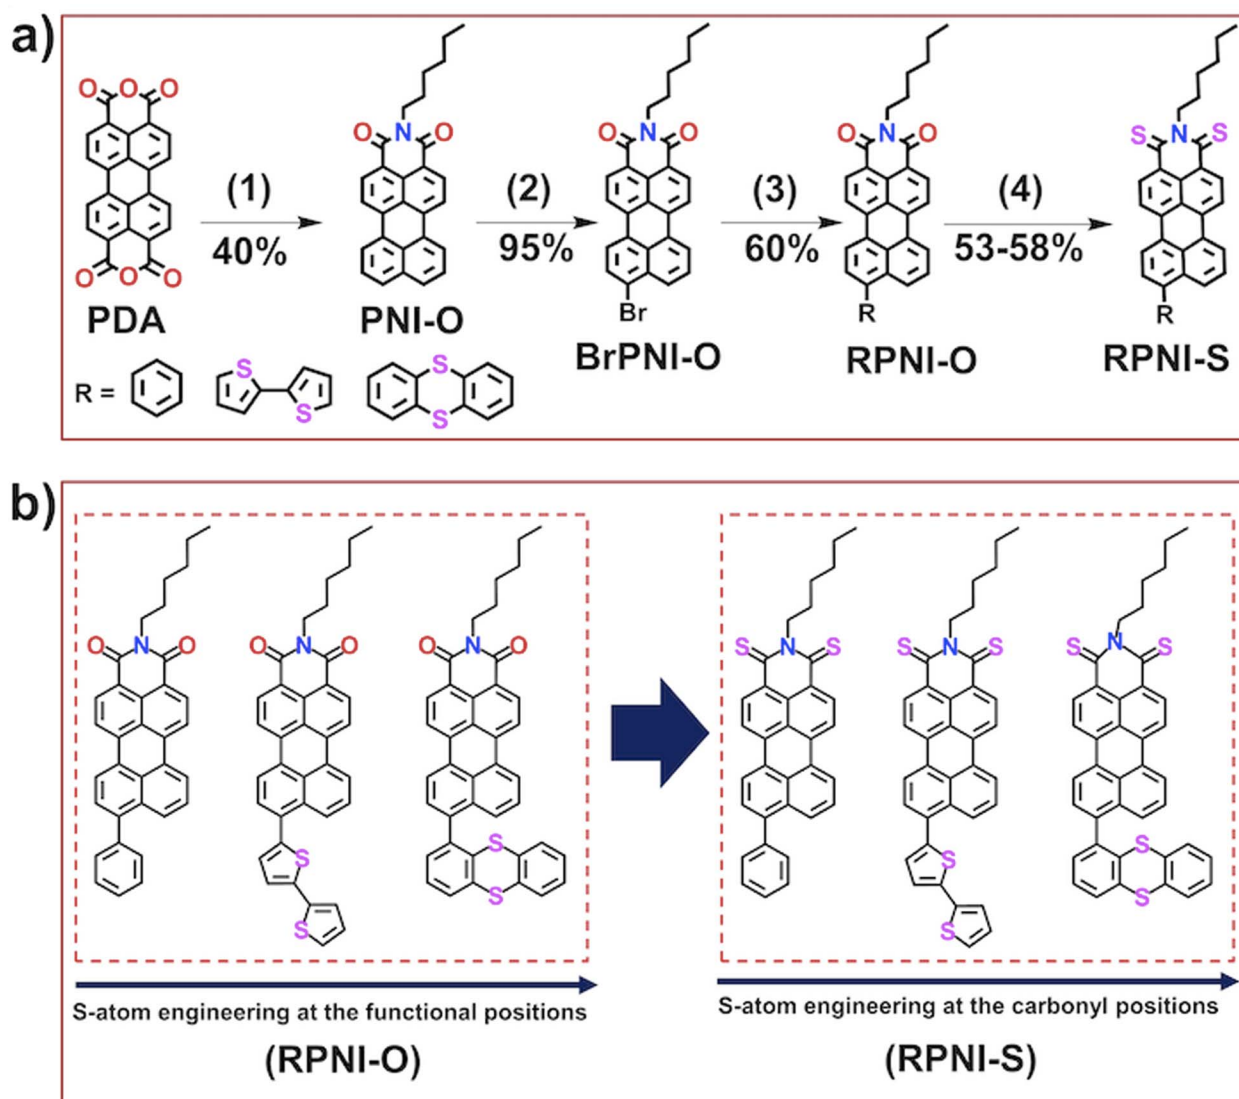 a)
O O O
O O O
PDA
(1)
40%
O N O
PNI-O
(2)
95%
O N O
Br
BrPNI-O
(3)
60%
O N O
R
RPNI-O
(4)
53-58%
S N S
R
RPNI-S
R =
S
S
S
S
b)
O N O
O N O
S
S
O N O
S
S
S N S
S N S
S
S
S N S
S
S
S-atom engineering at the functional positions
(RPNI-O)
S-atom engineering at the carbonyl positions
(RPNI-S)